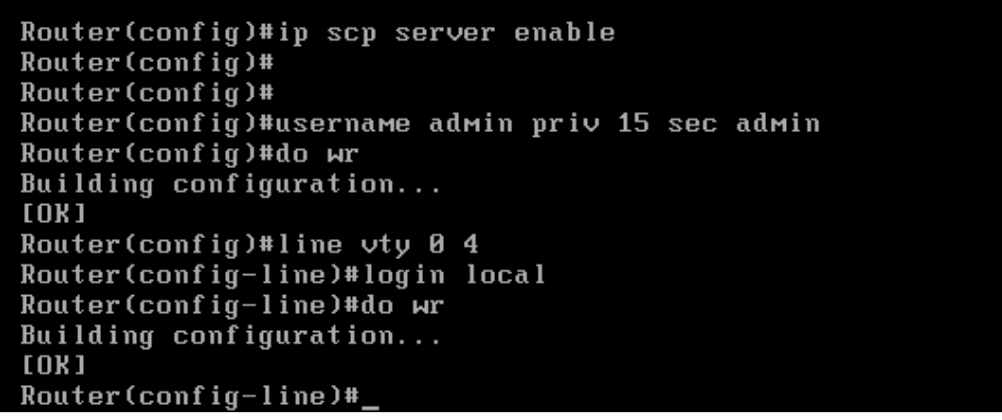 Router(config)#ip scp server enable
Router(config)#
Router(config)#
Router(config)#username admin priv 15 sec admin
Router(config)#do wr
Building configuration...
[OK]
Router(config)#line vty 0 4
Router(config-line)#login local
Router(config-line)#do wr
Building configuration...
[OK]
Router(config-line)#_